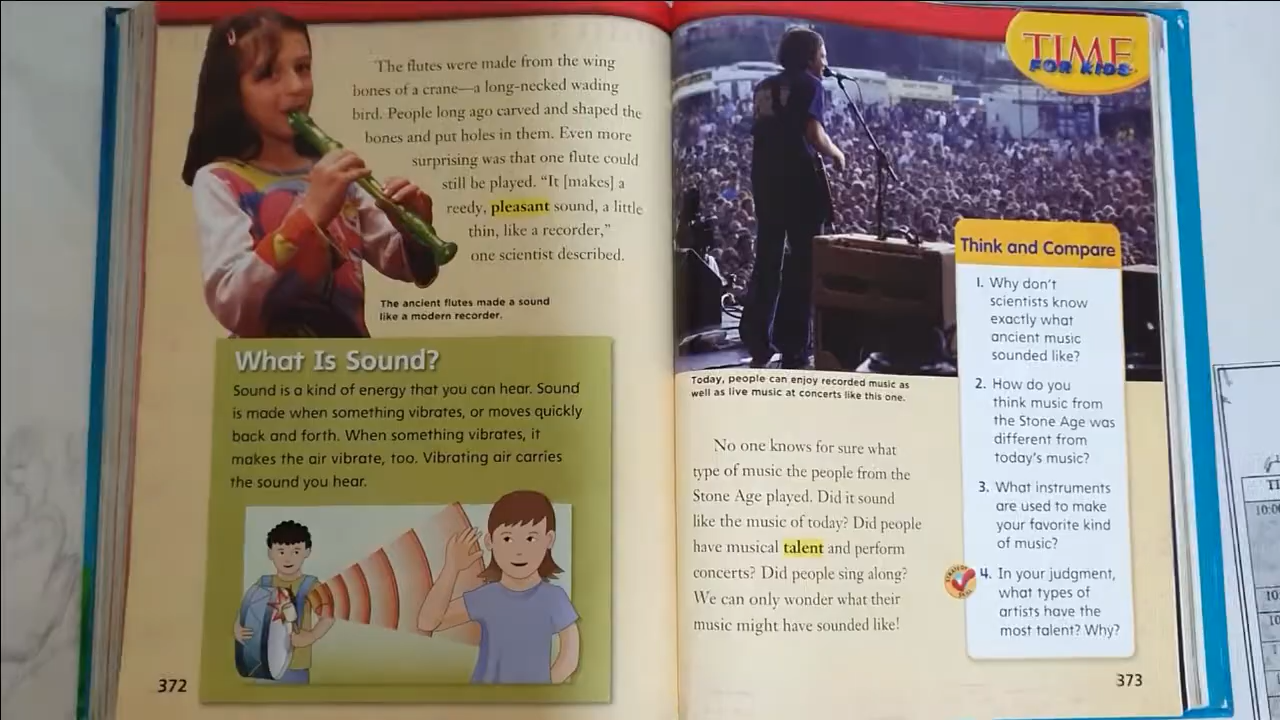 The flutes were made from the wing
bones of a crane—a long-necked wading
bird. People long ago carved and shaped the
bones and put holes in them. Even more
surprising was that one flute could
still be played. “It [makes] a
reedy, pleasant sound, a little
thin, like a recorder,”
one scientist described.
The ancient flutes made a sound
like a modern recorder.
What Is Sound?
Sound is a kind of energy that you can hear. Sound
is made when something vibrates, or moves quickly
back and forth. When something vibrates, it
makes the air vibrate, too. Vibrating air carries
the sound you hear.
372
TIME
FOR KIDS
Today, people can enjoy recorded music as
well as live music at concerts like this one.
No one knows for sure what
type of music the people from the
Stone Age played. Did it sound
like the music of today? Did people
have musical talent and perform
concerts? Did people sing along?
We can only wonder what their
music might have sounded like!
Think and Compare
1. Why don’t
scientists know
exactly what
ancient music
sounded like?
2. How do you
think music from
the Stone Age was
different from
today’s music?
3. What instruments
are used to make
your favorite kind
of music?
4. In your judgment,
what types of
artists have the
most talent? Why?
373